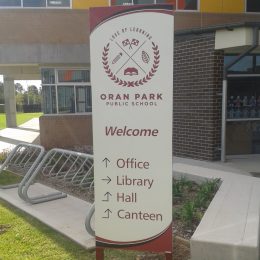 LOVE OF LEARNING
ORAN PARK
PUBLIC SCHOOL
Welcome
↑ Office
→ Library
↰ Hall
↱ Canteen